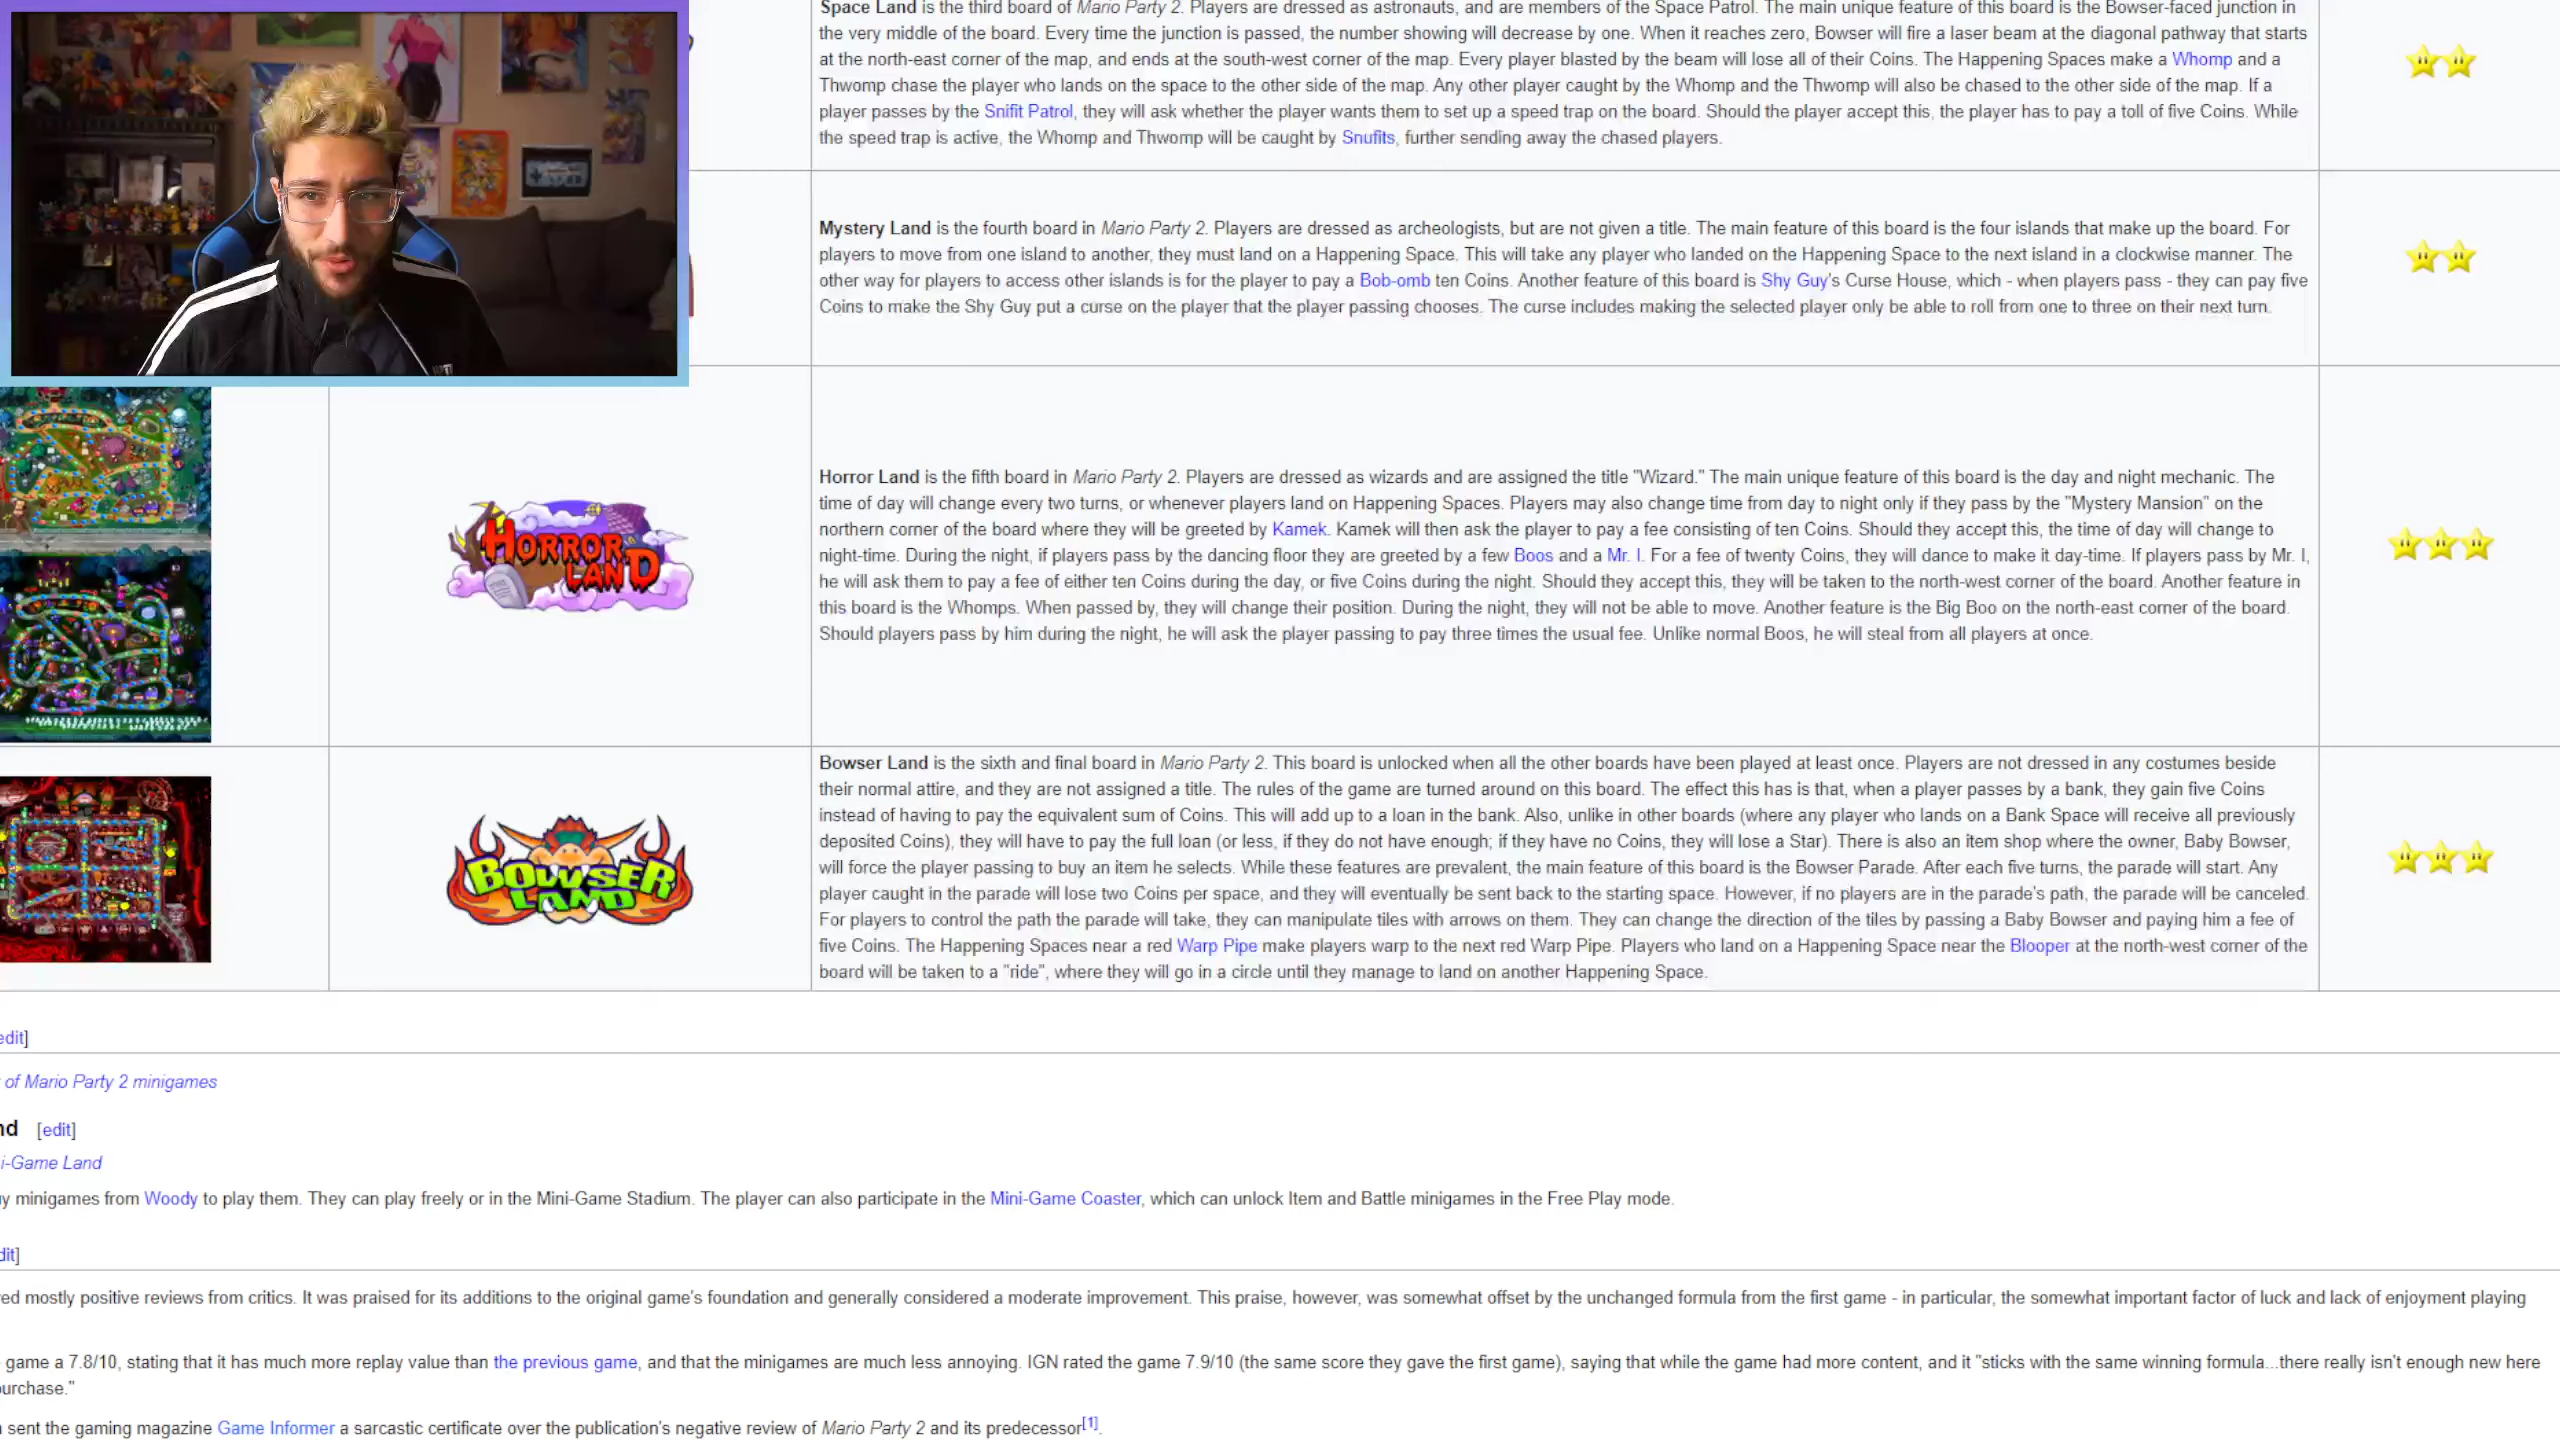 Space Land is the third board of Mario Party 2. Players are dressed as astronauts, and are members of the Space Patrol. The main unique feature of this board is the Bowser-faced junction in
the very middle of the board. Every time the junction is passed, the number showing will decrease by one. When it reaches zero, Bowser will fire a laser beam at the diagonal pathway that starts
at the north-east corner of the map, and ends at the south-west corner of the map. Every player blasted by the beam will lose all of their Coins. The Happening Spaces make a Whomp and a
Thwomp chase the player who lands on the space to the other side of the map. Any other player caught by the Whomp and the Thwomp will also be chased to the other side of the map. If a
player passes by the Snifit Patrol, they will ask whether the player wants them to set up a speed trap on the board. Should the player accept this, the player has to pay a toll of five Coins. While
the speed trap is active, the Whomp and Thwomp will be caught by Snufits, further sending away the chased players.
Mystery Land is the fourth board in Mario Party 2. Players are dressed as archeologists, but are not given a title. The main feature of this board is the four islands that make up the board. For
players to move from one island to another, they must land on a Happening Space. This will take any player who landed on the Happening Space to the next island in a clockwise manner. The
other way for players to access other islands is for the player to pay a Bob-omb ten Coins. Another feature of this board is Shy Guy's Curse House, which - when players pass - they can pay five
Coins to make the Shy Guy put a curse on the player that the player passing chooses. The curse includes making the selected player only be able to roll from one to three on their next turn.
HORROR
LAND
Horror Land is the fifth board in Mario Party 2. Players are dressed as wizards and are assigned the title "Wizard." The main unique feature of this board is the day and night mechanic. The
time of day will change every two turns, or whenever players land on Happening Spaces. Players may also change time from day to night only if they pass by the "Mystery Mansion" on the
northern corner of the board where they will be greeted by Kamek. Kamek will then ask the player to pay a fee consisting of ten Coins. Should they accept this, the time of day will change to
night-time. During the night, if players pass by the dancing floor they are greeted by a few Boos and a Mr. I. For a fee of twenty Coins, they will dance to make it day-time. If players pass by Mr. I,
he will ask them to pay a fee of either ten Coins during the day, or five Coins during the night. Should they accept this, they will be taken to the north-west corner of the board. Another feature in
this board is the Whomps. When passed by, they will change their position. During the night, they will not be able to move. Another feature is the Big Boo on the north-east corner of the board.
Should players pass by him during the night, he will ask the player passing to pay three times the usual fee. Unlike normal Boos, he will steal from all players at once.
BOWSER
LAND
Bowser Land is the sixth and final board in Mario Party 2. This board is unlocked when all the other boards have been played at least once. Players are not dressed in any costumes beside
their normal attire, and they are not assigned a title. The rules of the game are turned around on this board. The effect this has is that, when a player passes by a bank, they gain five Coins
instead of having to pay the equivalent sum of Coins. This will add up to a loan in the bank. Also, unlike in other boards (where any player who lands on a Bank Space will receive all previously
deposited Coins), they will have to pay the full loan (or less, if they do not have enough; if they have no Coins, they will lose a Star). There is also an item shop where the owner, Baby Bowser,
will force the player passing to buy an item he selects. While these features are prevalent, the main feature of this board is the Bowser Parade. After each five turns, the parade will start. Any
player caught in the parade will lose two Coins per space, and they will eventually be sent back to the starting space. However, if no players are in the parade's path, the parade will be canceled.
For players to control the path the parade will take, they can manipulate tiles with arrows on them. They can change the direction of the tiles by passing a Baby Bowser and paying him a fee of
five Coins. The Happening Spaces near a red Warp Pipe make players warp to the next red Warp Pipe. Players who land on a Happening Space near the Blooper at the north-west corner of the
board will be taken to a "ride", where they will go in a circle until they manage to land on another Happening Space.
edit]
of Mario Party 2 minigames
nd [edit]
i-Game Land
y minigames from Woody to play them. They can play freely or in the Mini-Game Stadium. The player can also participate in the Mini-Game Coaster, which can unlock Item and Battle minigames in the Free Play mode.
dit]
ed mostly positive reviews from critics. It was praised for its additions to the original game's foundation and generally considered a moderate improvement. This praise, however, was somewhat offset by the unchanged formula from the first game - in particular, the somewhat important factor of luck and lack of enjoyment playing
game a 7.8/10, stating that it has much more replay value than the previous game, and that the minigames are much less annoying. IGN rated the game 7.9/10 (the same score they gave the first game), saying that while the game had more content, and it "sticks with the same winning formula...there really isn't enough new here
urchase."
sent the gaming magazine Game Informer a sarcastic certificate over the publication's negative review of Mario Party 2 and its predecessor[1].